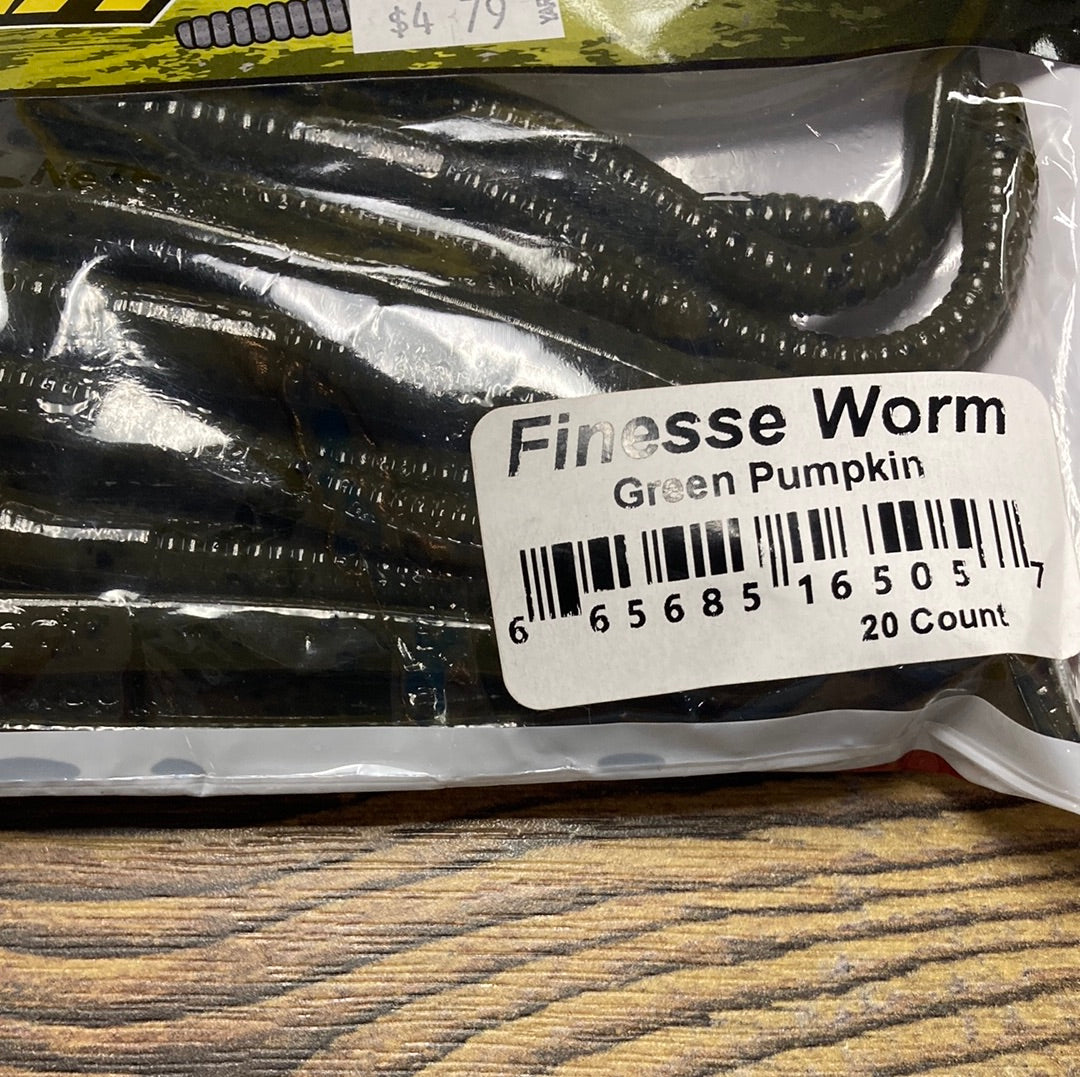 $4 79
Finesse Worm
Green Pumpkin
6 65685 16505 7
20 Count